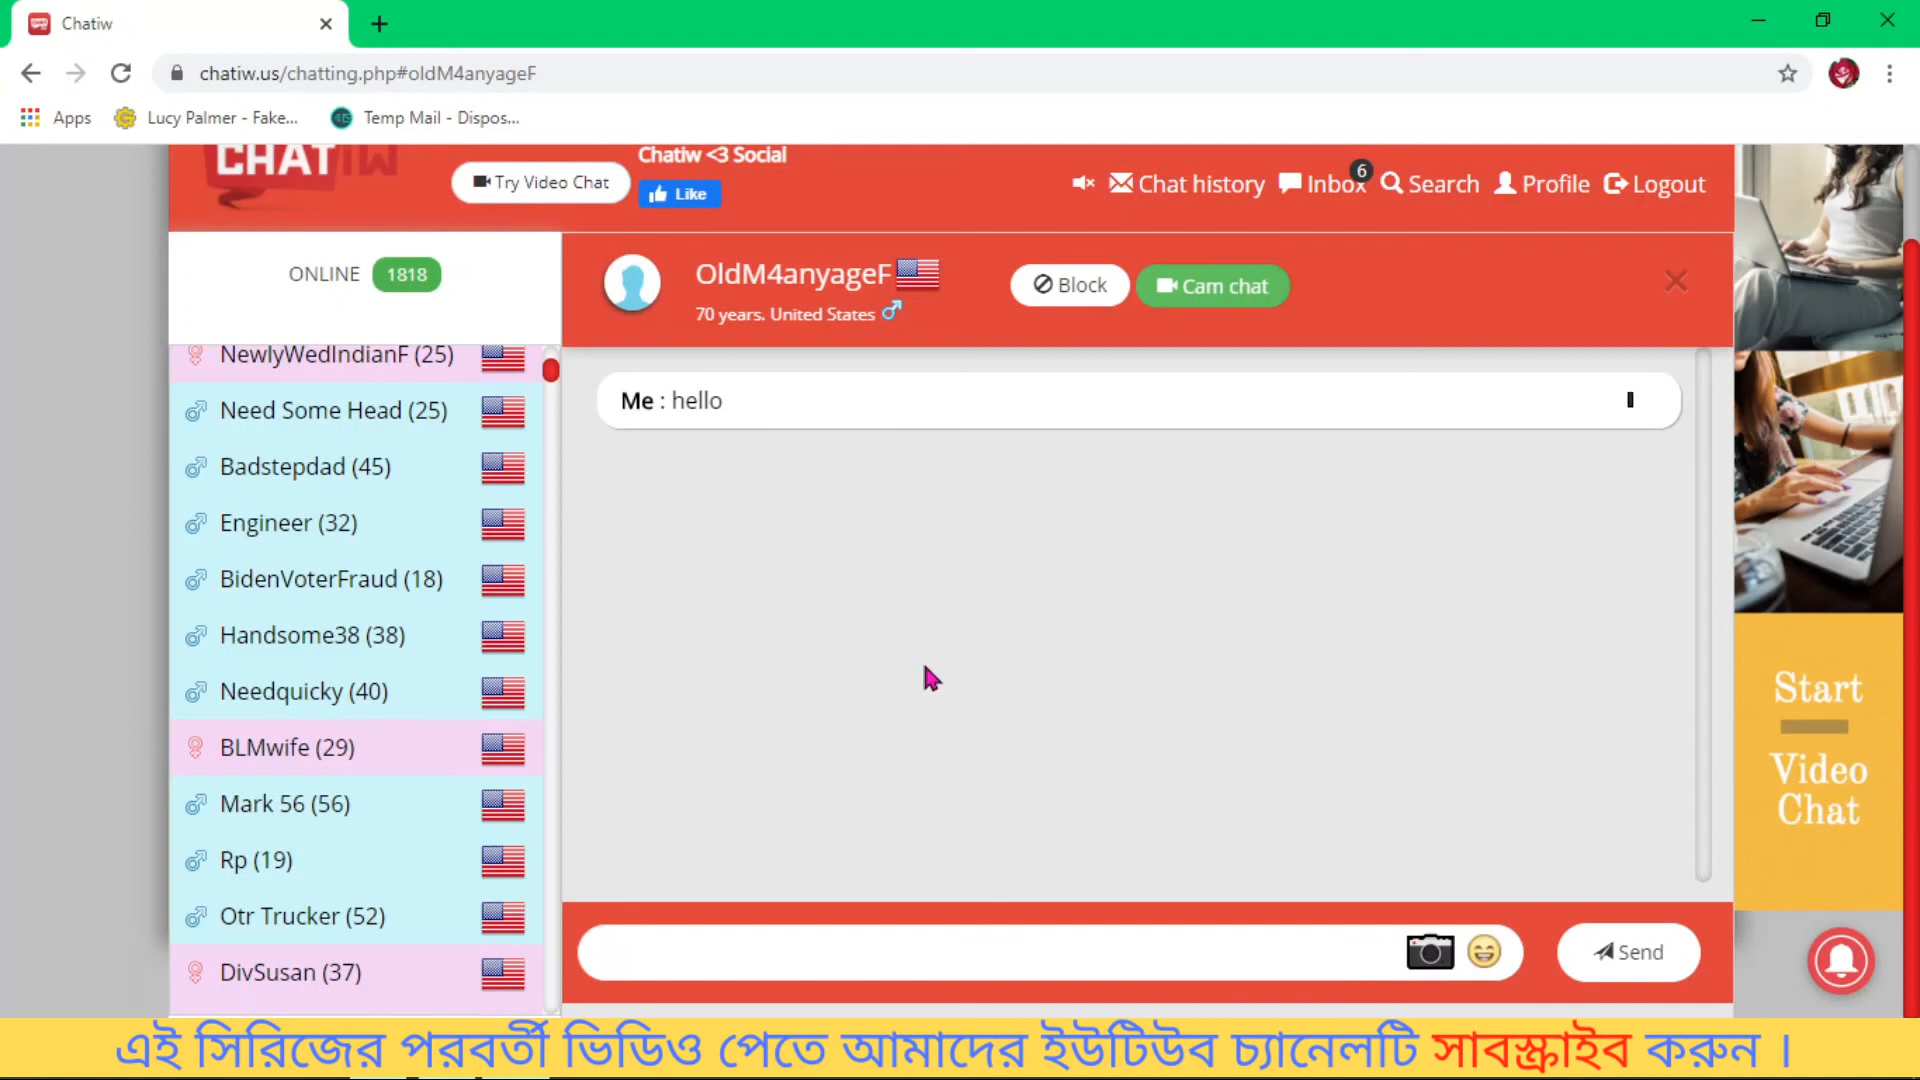 Chatiw
chatiw.us/chatting.php#oldM4anyageF
Apps Lucy Palmer - Fake... Temp Mail - Dispos...
CHATIW
Try Video Chat
Chatiw <3 Social
Like
Chat history Inbox 6 Search Profile Logout
ONLINE 1818
OldM4anyageF
70 years. United States
Block Cam chat
NewlyWedIndianF (25)
Need Some Head (25)
Badstepdad (45)
Engineer (32)
BidenVoterFraud (18)
Handsome38 (38)
Needquicky (40)
BLMwife (29)
Mark 56 (56)
Rp (19)
Otr Trucker (52)
DivSusan (37)
Me : hello
Send
Start
Video
Chat
এই সিরিজের পরবর্তী ভিডিও পেতে আমাদের ইউটিউব চ্যানেলটি সাবস্ক্রাইব করুন ।